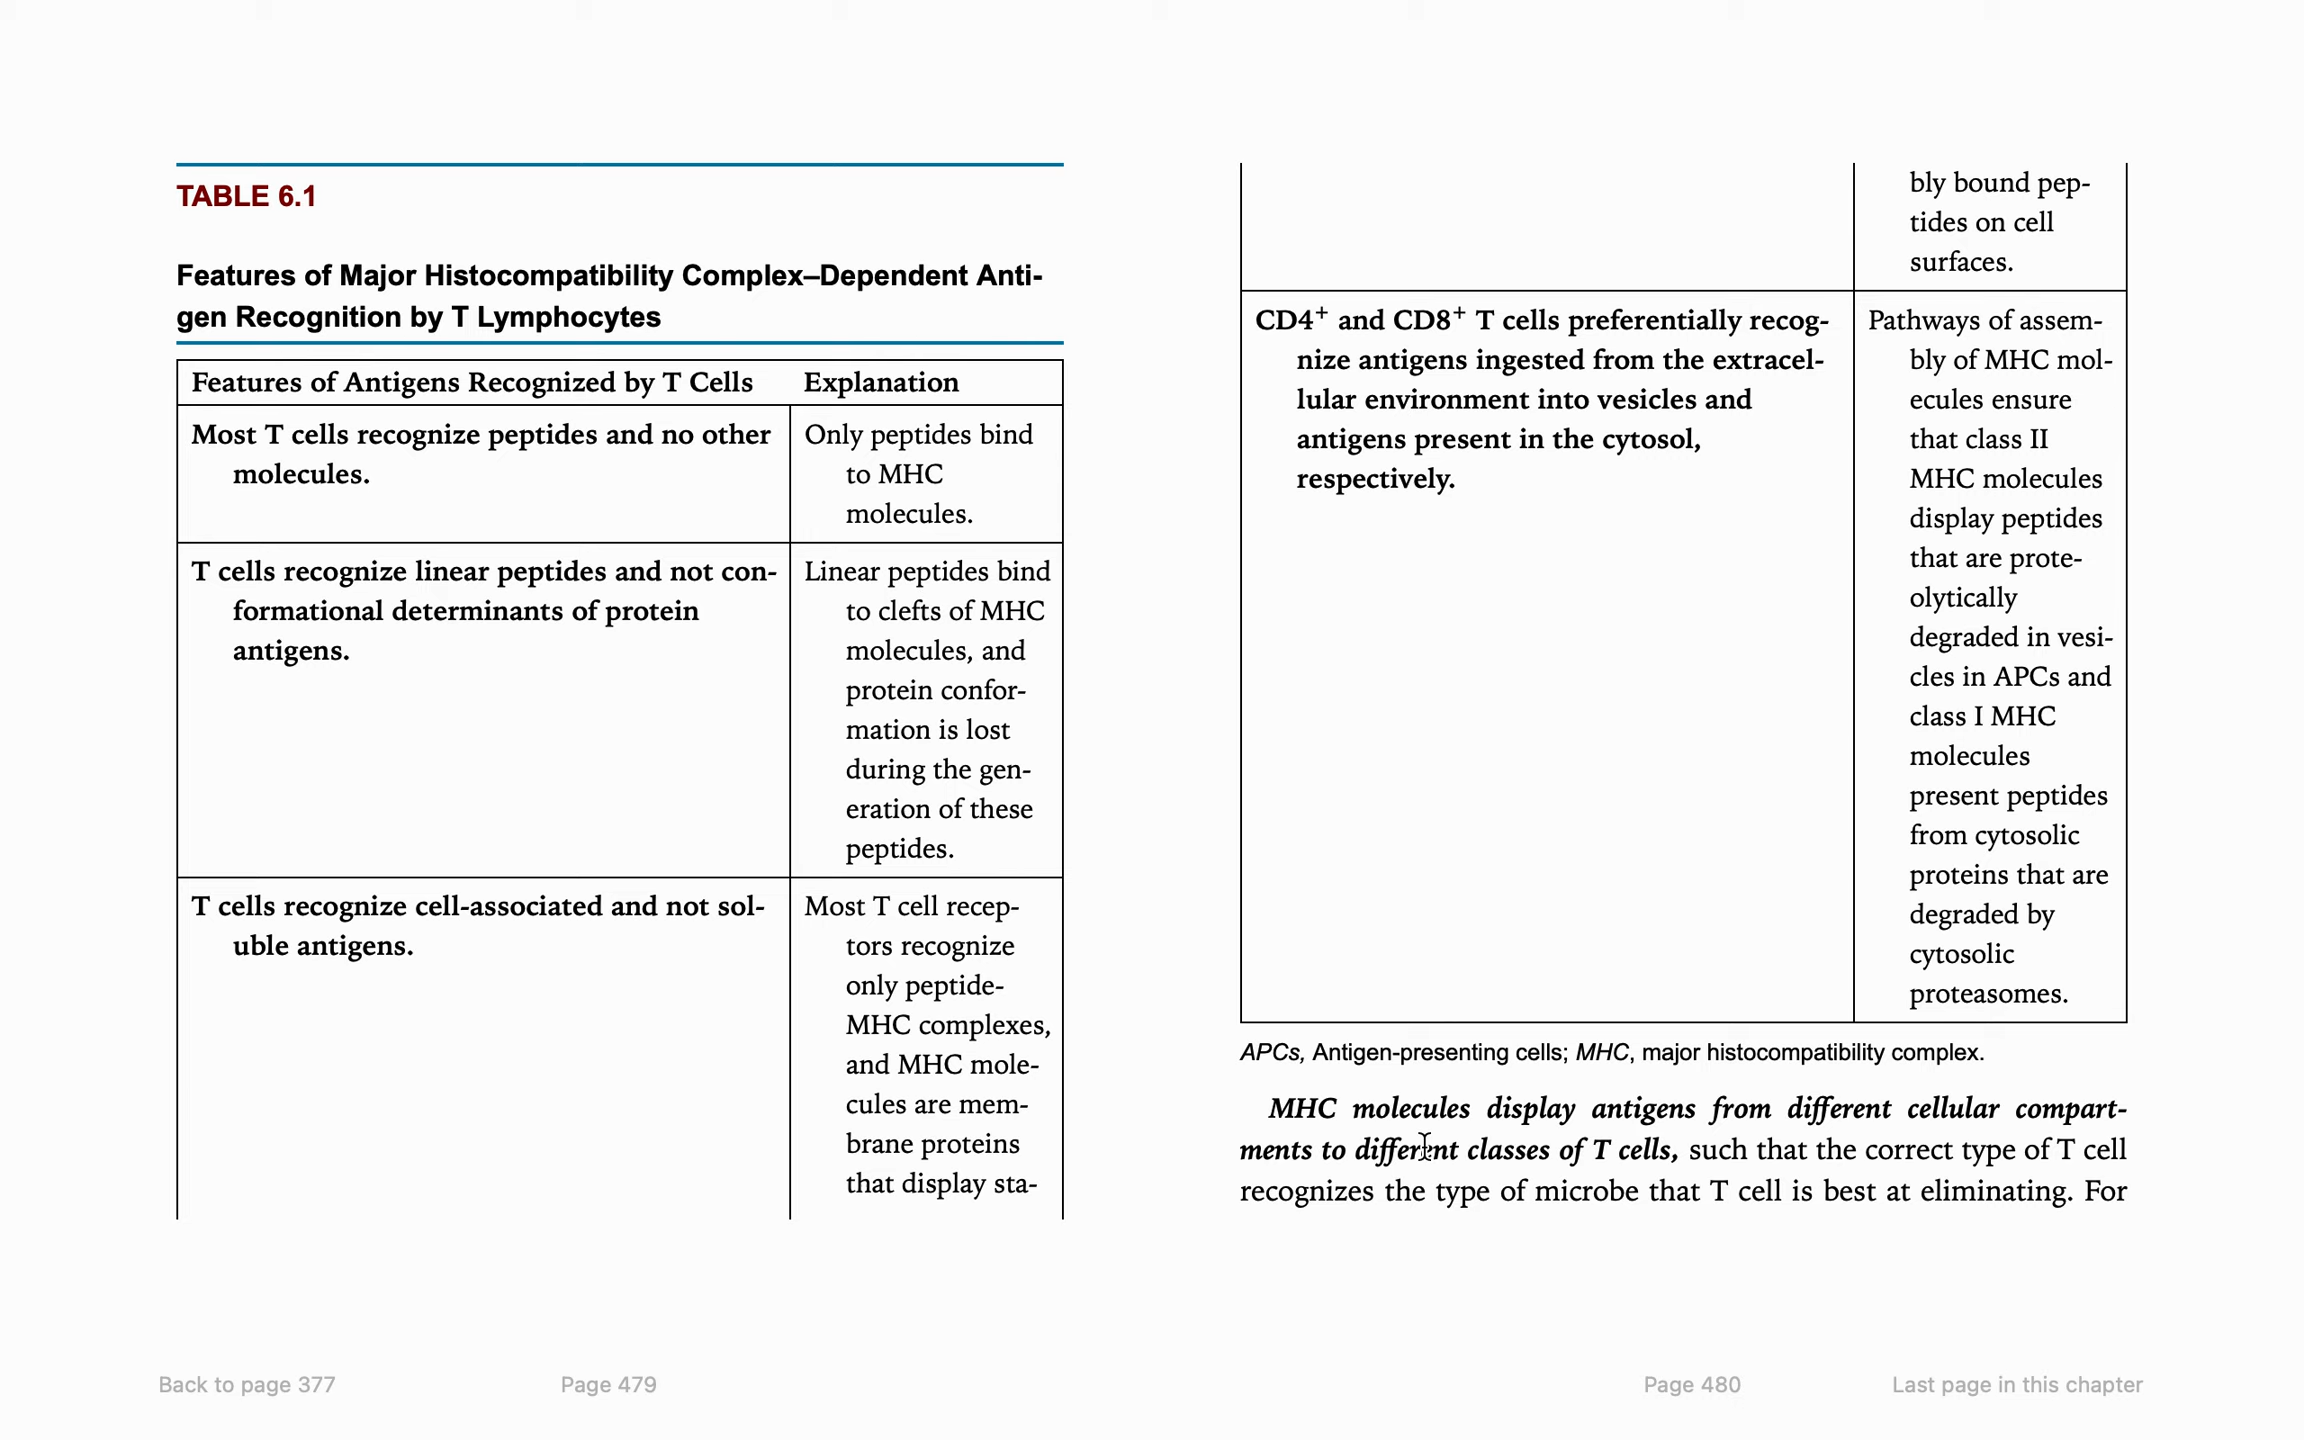 TABLE 6.1
Features of Major Histocompatibility Complex–Dependent Anti-
gen Recognition by T Lymphocytes
Features of Antigens Recognized by T Cells
Explanation
Most T cells recognize peptides and no other
molecules.
Only peptides bind
to MHC
molecules.
T cells recognize linear peptides and not con-
formational determinants of protein
antigens.
Linear peptides bind
to clefts of MHC
molecules, and
protein confor-
mation is lost
during the gen-
eration of these
peptides.
T cells recognize cell-associated and not sol-
uble antigens.
Most T cell recep-
tors recognize
only peptide-
MHC complexes,
and MHC mole-
cules are mem-
brane proteins
that display sta-
bly bound pep-
tides on cell
surfaces.
CD4⁺ and CD8⁺ T cells preferentially recog-
nize antigens ingested from the extracel-
lular environment into vesicles and
antigens present in the cytosol,
respectively.
Pathways of assem-
bly of MHC mol-
ecules ensure
that class II
MHC molecules
display peptides
that are prote-
olytically
degraded in vesi-
cles in APCs and
class I MHC
molecules
present peptides
from cytosolic
proteins that are
degraded by
cytosolic
proteasomes.
APCs, Antigen-presenting cells; MHC, major histocompatibility complex.
MHC molecules display antigens from different cellular compart-
ments to different classes of T cells, such that the correct type of T cell
recognizes the type of microbe that T cell is best at eliminating. For
Back to page 377
Page 479
Page 480
Last page in this chapter